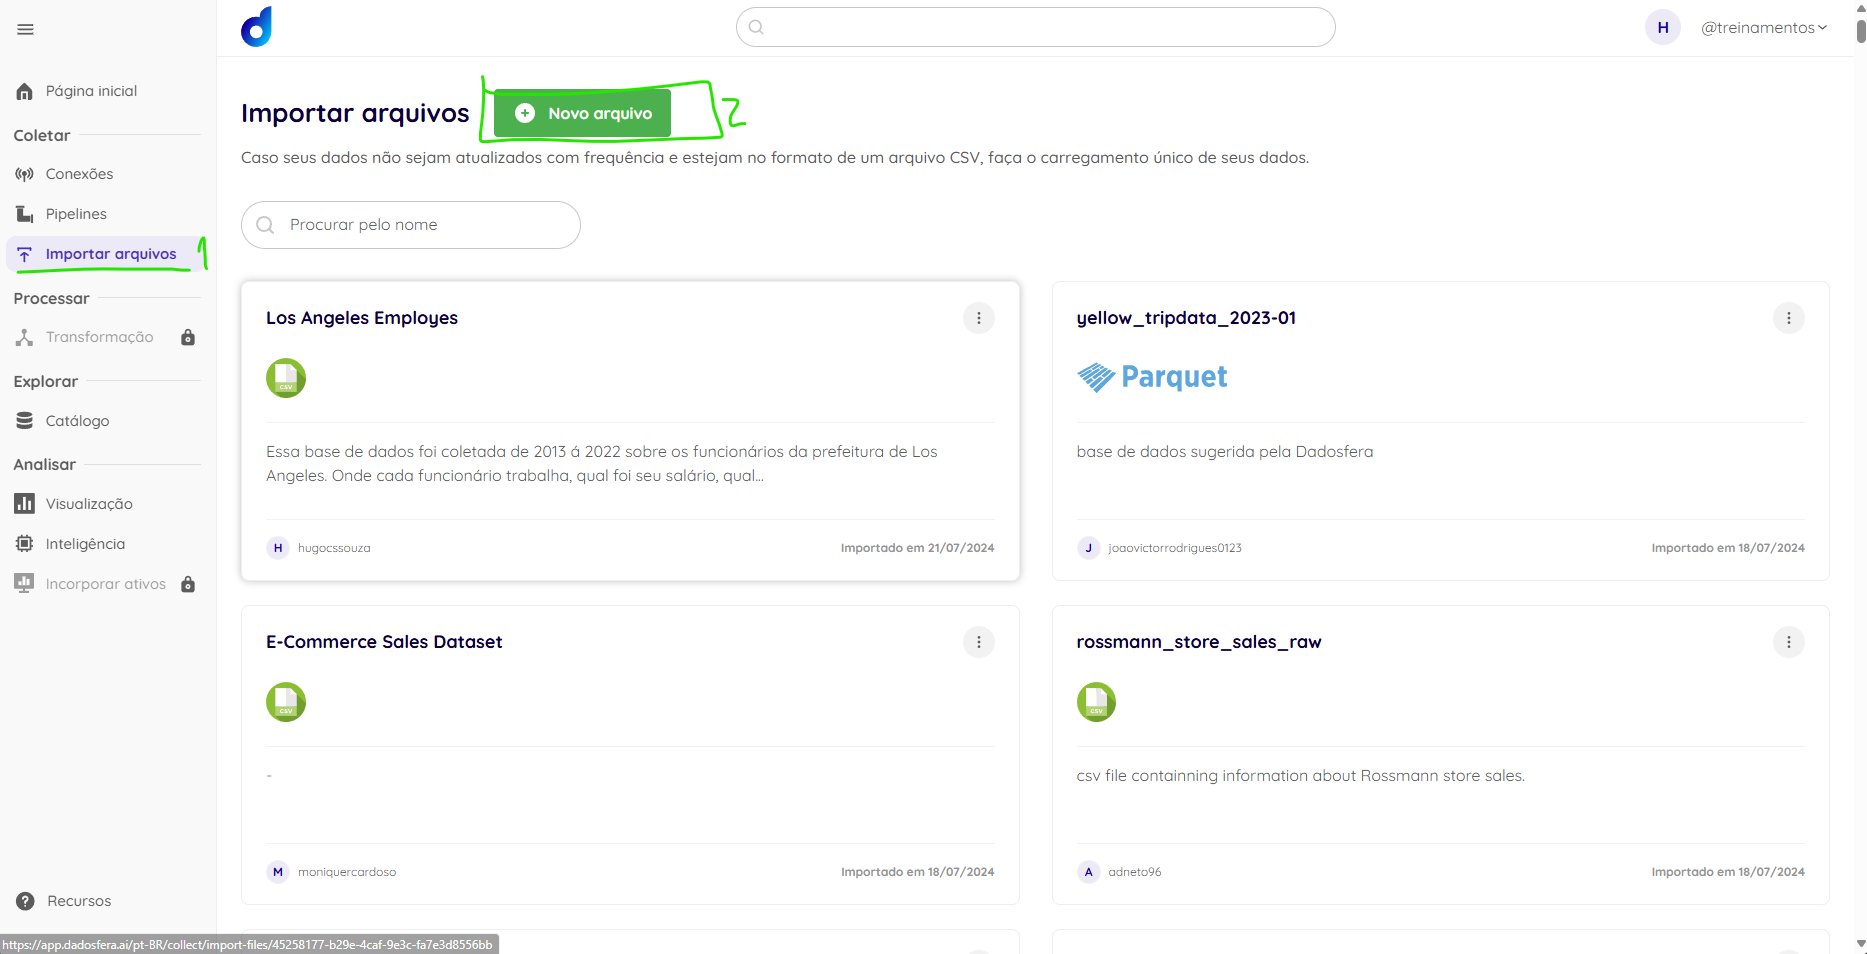 @treinamentos
H
Página inicial
Coletar
Conexões
Pipelines
Importar arquivos 1
Processar
Transformação
Explorar
Catálogo
Analisar
Visualização
Inteligência
Incorporar ativos
Recursos
Importar arquivos
Novo arquivo 2
Caso seus dados não sejam atualizados com frequência e estejam no formato de um arquivo CSV, faça o carregamento único de seus dados.
Procurar pelo nome
Los Angeles Employes
CSV
Essa base de dados foi coletada de 2013 á 2022 sobre os funcionários da prefeitura de Los
Angeles. Onde cada funcionário trabalha, qual foi seu salário, qual...
H hugocssouza Importado em 21/07/2024
yellow_tripdata_2023-01
Parquet
base de dados sugerida pela Dadosfera
J joaovictorrodrigues0123 Importado em 18/07/2024
E-Commerce Sales Dataset
CSV
-
M moniquercardoso Importado em 18/07/2024
rossmann_store_sales_raw
CSV
csv file containning information about Rossmann store sales.
A adneto96 Importado em 18/07/2024
https://app.dadosfera.ai/pt-BR/collect/import-files/45258177-b29e-4caf-9e3c-fa7e3d8556bb